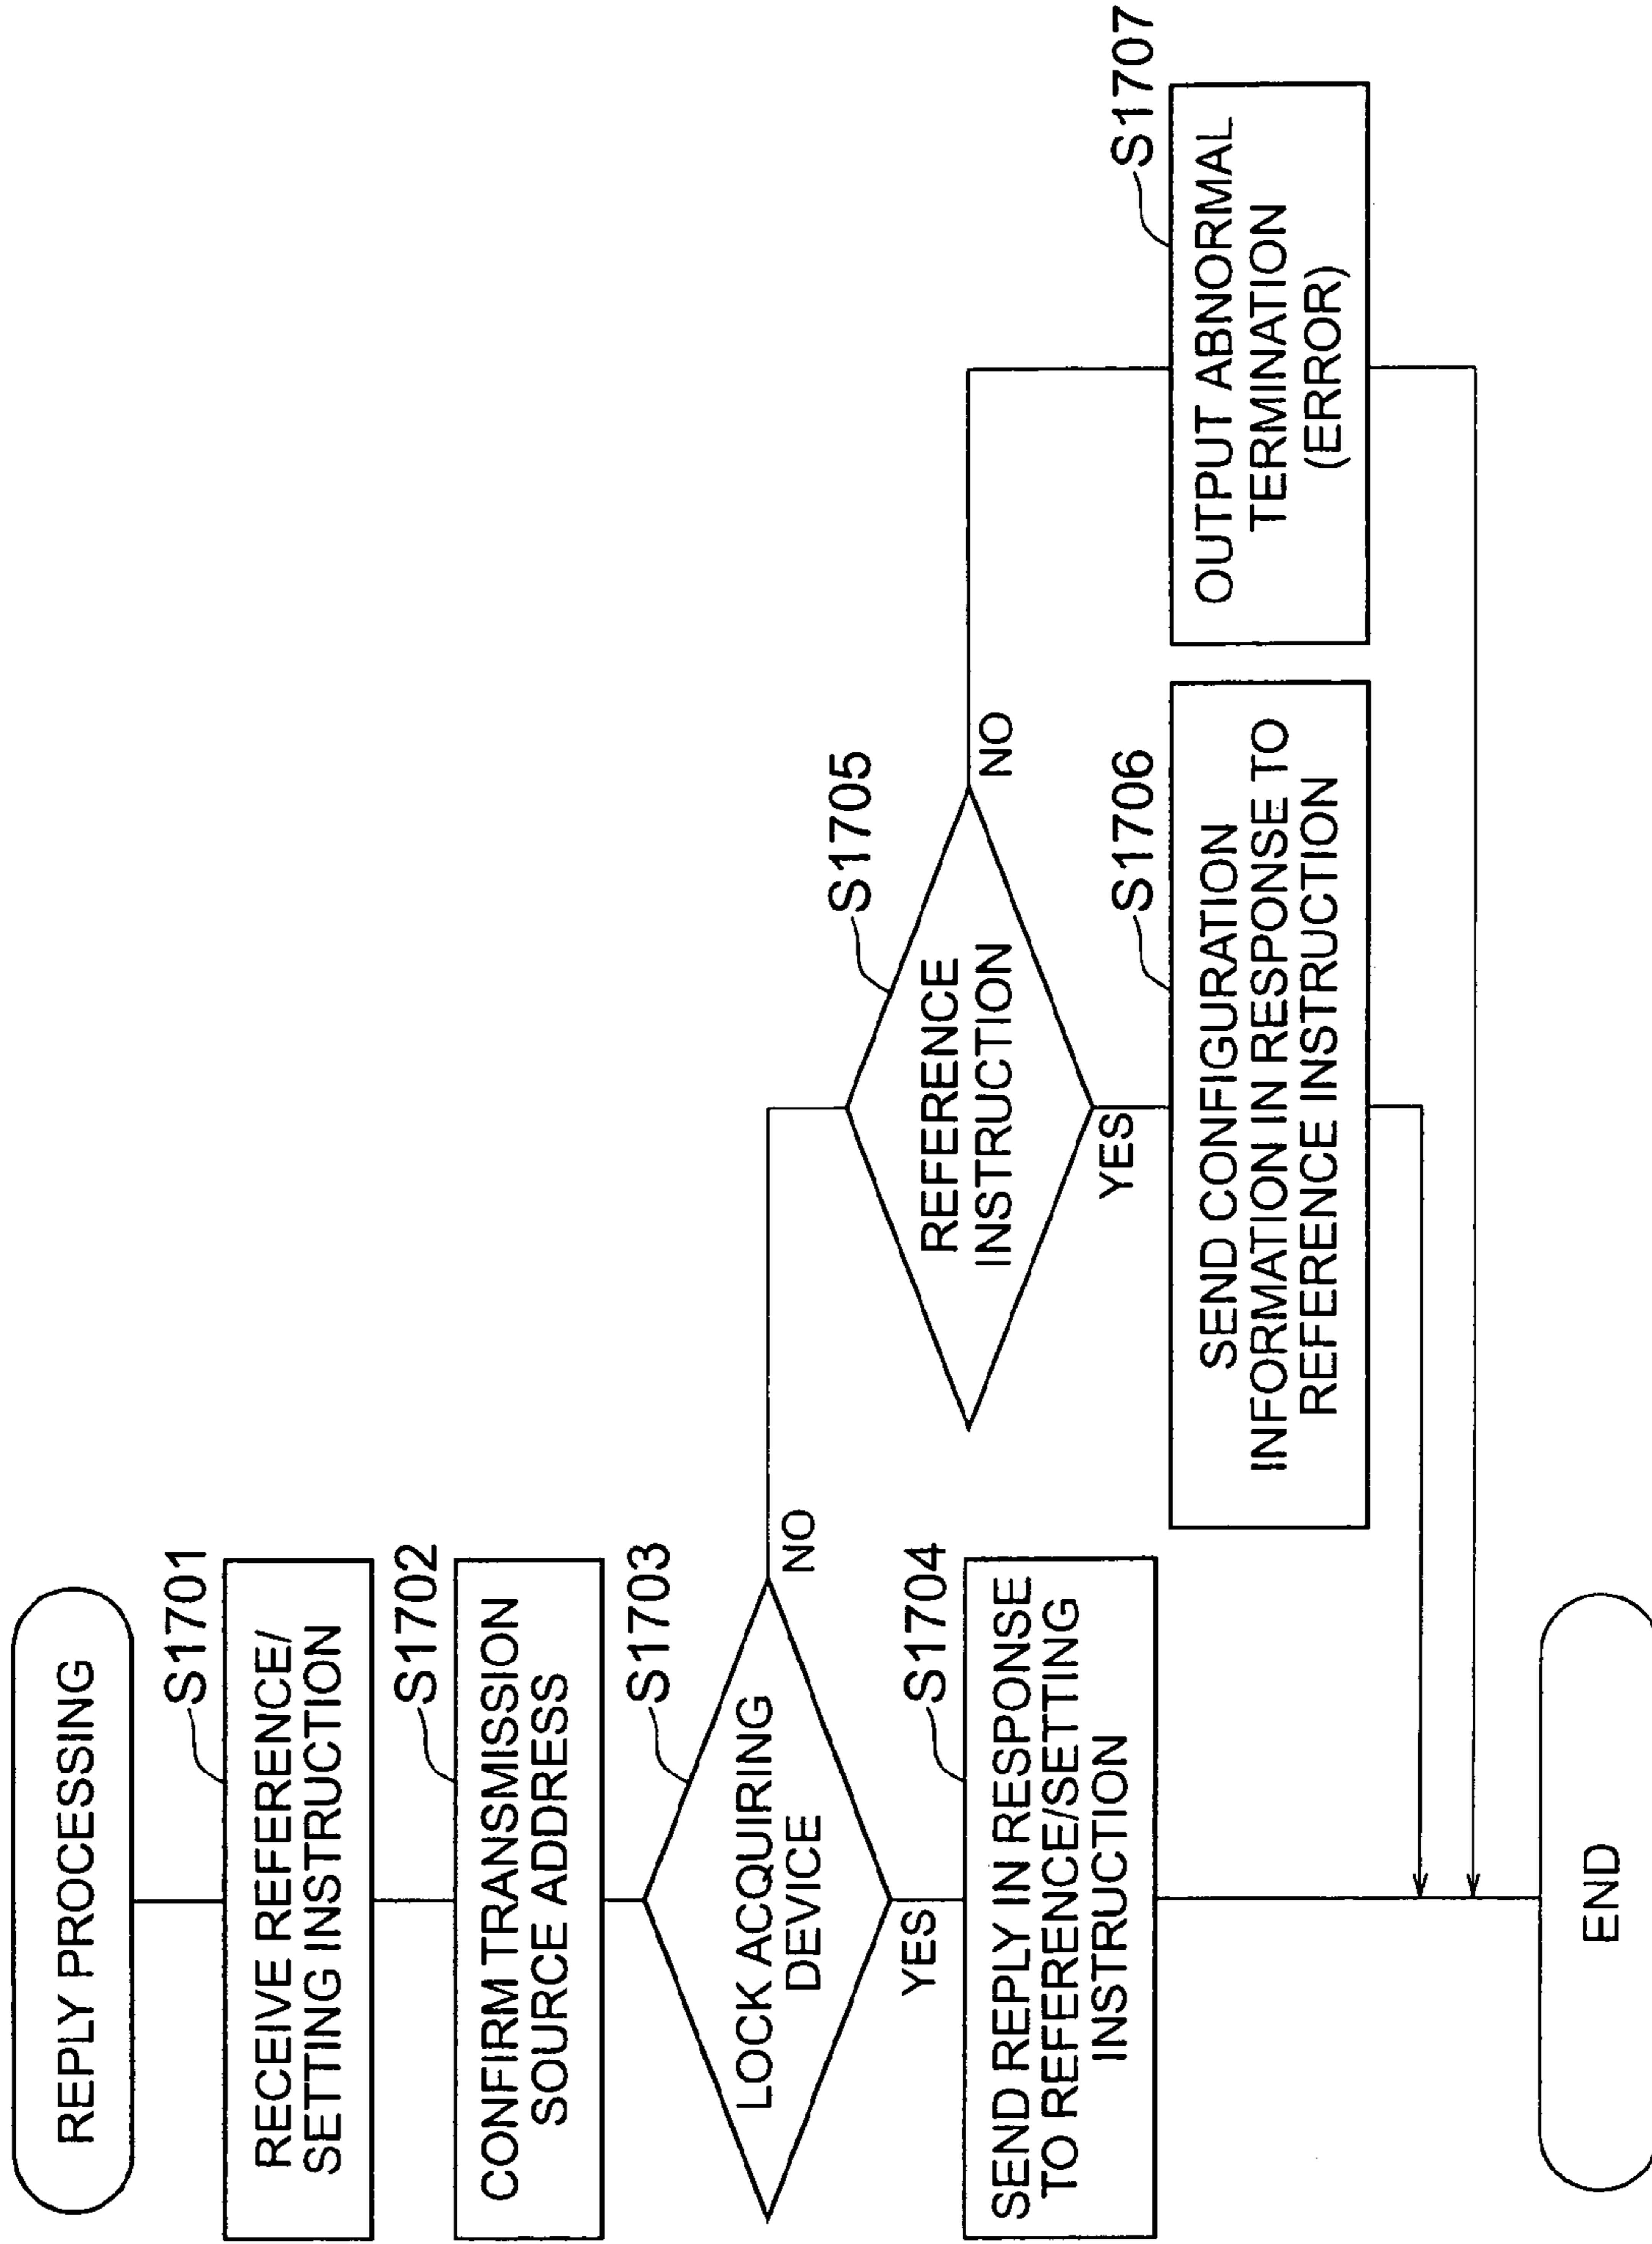 REPLY PROCESSING
S1701
RECEIVE REFERENCE/
SETTING INSTRUCTION
S1702
CONFIRM TRANSMISSION
SOURCE ADDRESS
S1703
LOCK ACQUIRING
DEVICE
NO
YES
S1704
SEND REPLY IN RESPONSE
TO REFERENCE/SETTING
INSTRUCTION
S1705
REFERENCE
INSTRUCTION
NO
YES
S1706
SEND CONFIGURATION
INFORMATION IN RESPONSE TO
REFERENCE INSTRUCTION
S1707
OUTPUT ABNORMAL
TERMINATION
(ERROR)
END